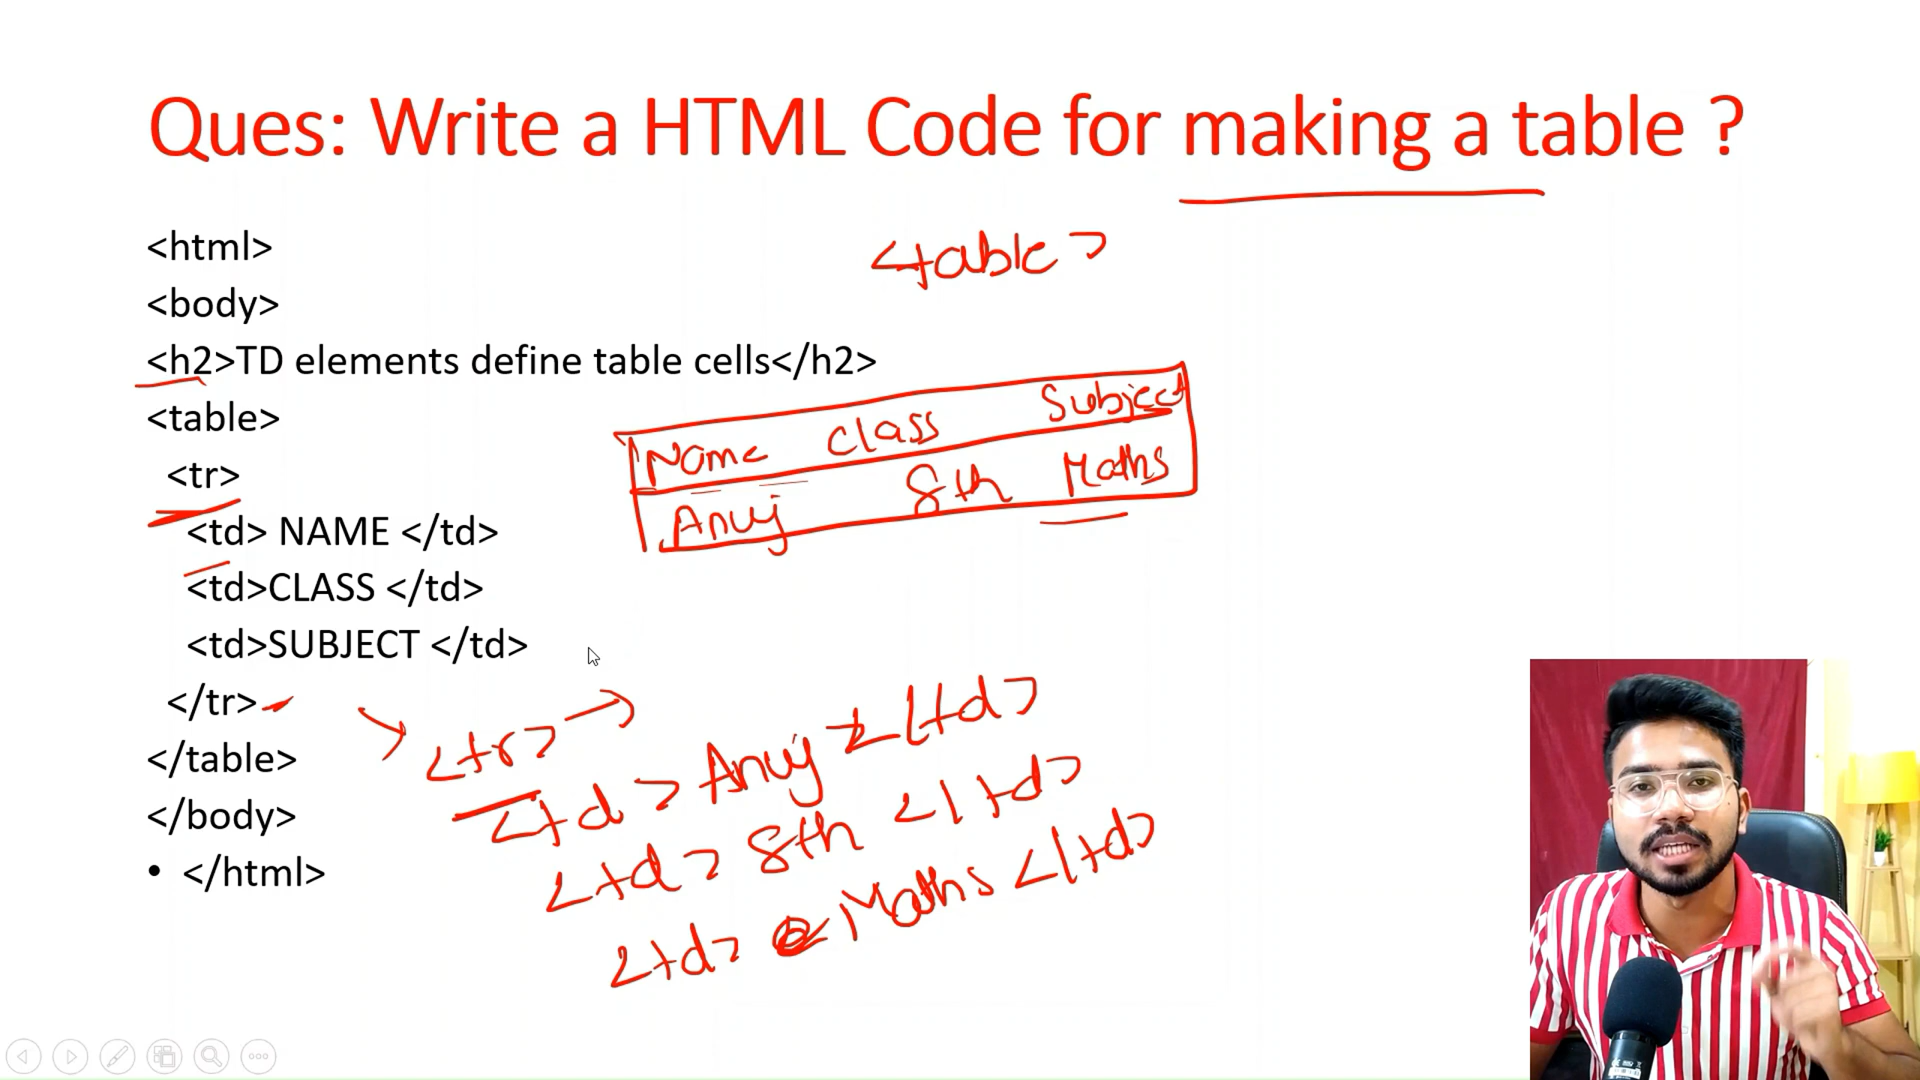 Ques: Write a HTML Code for making a table ?
<html>
<table>
<body>
<h2>TD elements define table cells</h2>
<table>
Name Class Subject
<tr>
Anuj 8th Maths
<td> NAME </td>
<td>CLASS </td>
<td>SUBJECT </td>
</tr>
<tr>
</table>
<td> Anuj </td>
</body>
<td> 8th </td>
• </html>
<td> Maths </td>